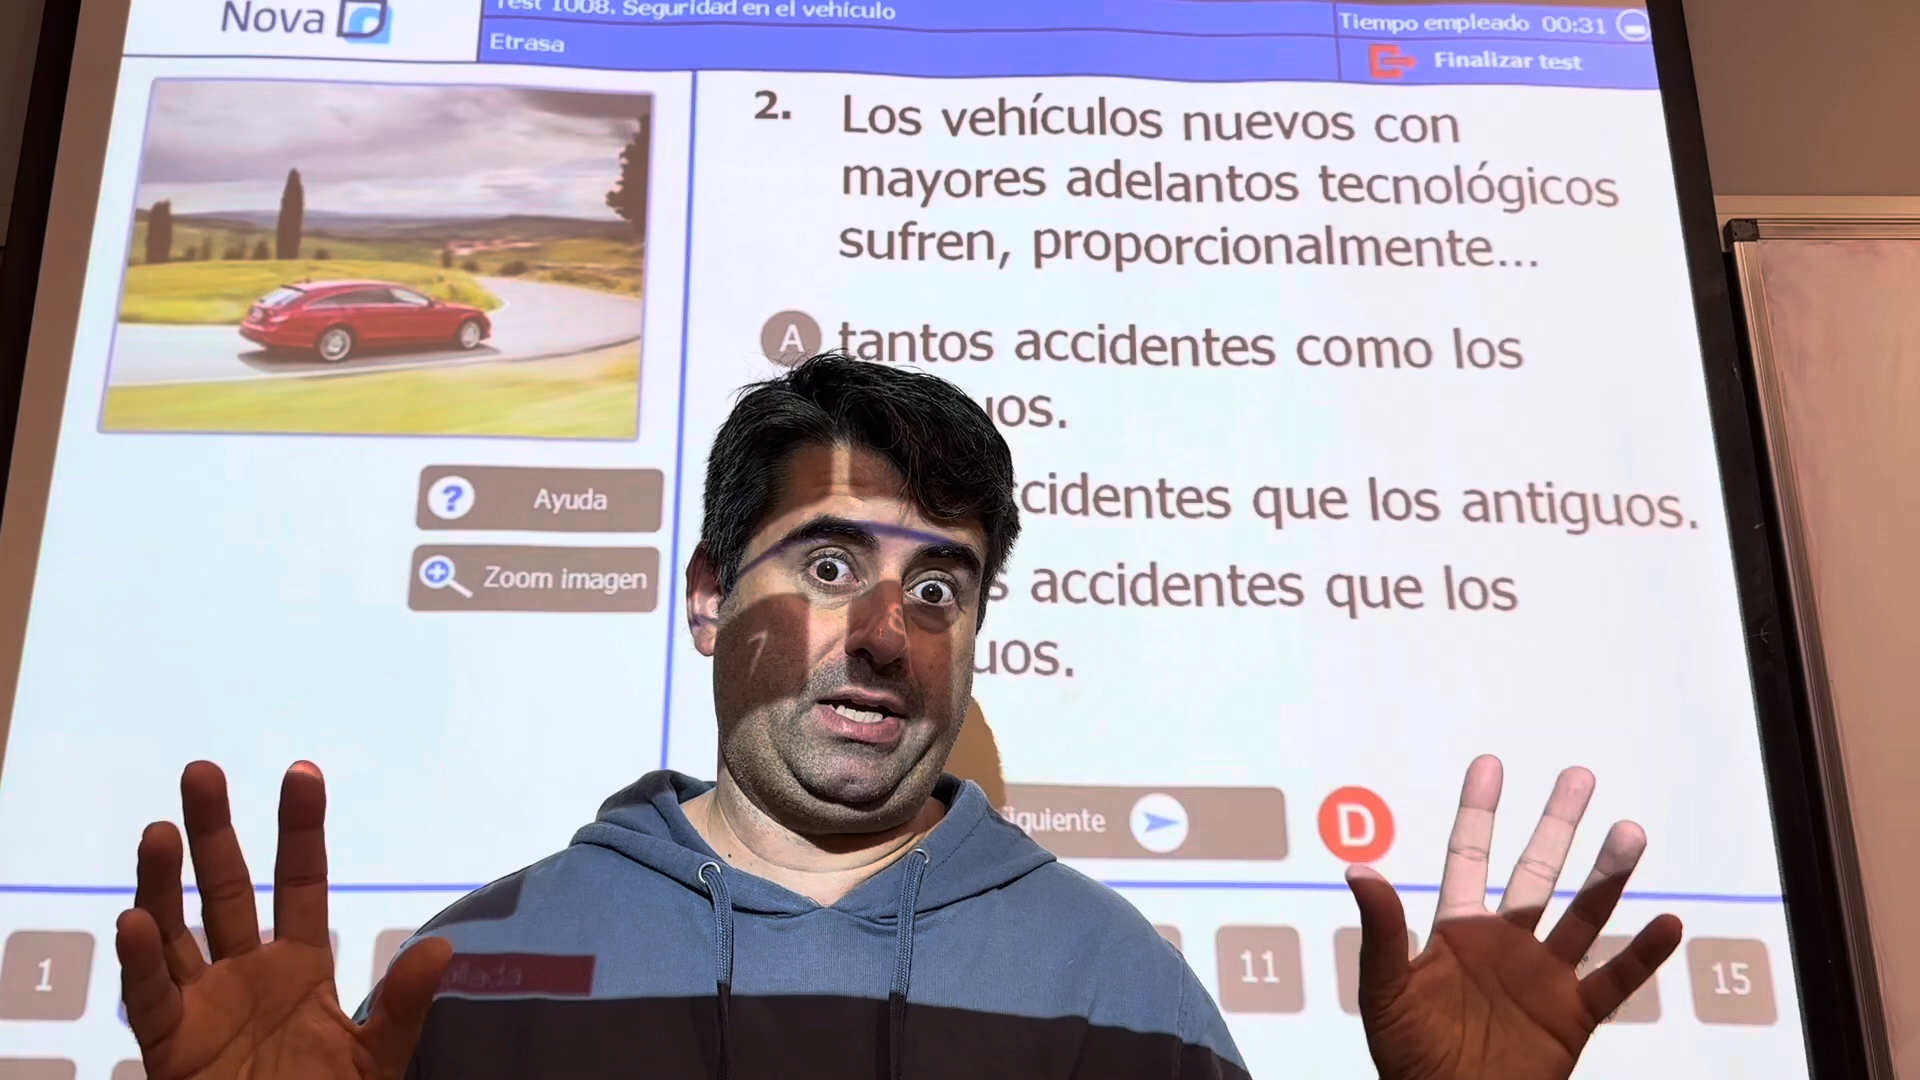 Nova
Test 1008. Seguridad en el vehículo
Tiempo empleado 00:31
Etrasa
Finalizar test
2. Los vehículos nuevos con
mayores adelantos tecnológicos
sufren, proporcionalmente...
A tantos accidentes como los
uos.
ccidentes que los antiguos.
s accidentes que los
uos.
Ayuda
Zoom imagen
iguiente
D
1
11
15